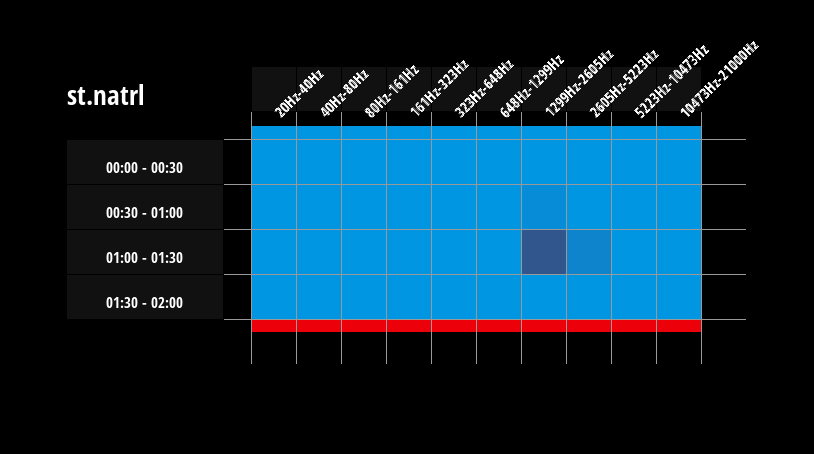 st.natrl
20Hz-40Hz
40Hz-80Hz
80Hz-161Hz
161Hz-323Hz
323Hz-648Hz
648Hz-1299Hz
1299Hz-2605Hz
2605Hz-5223Hz
5223Hz-10473Hz
10473Hz-21000Hz
00:00 - 00:30
00:30 - 01:00
01:00 - 01:30
01:30 - 02:00